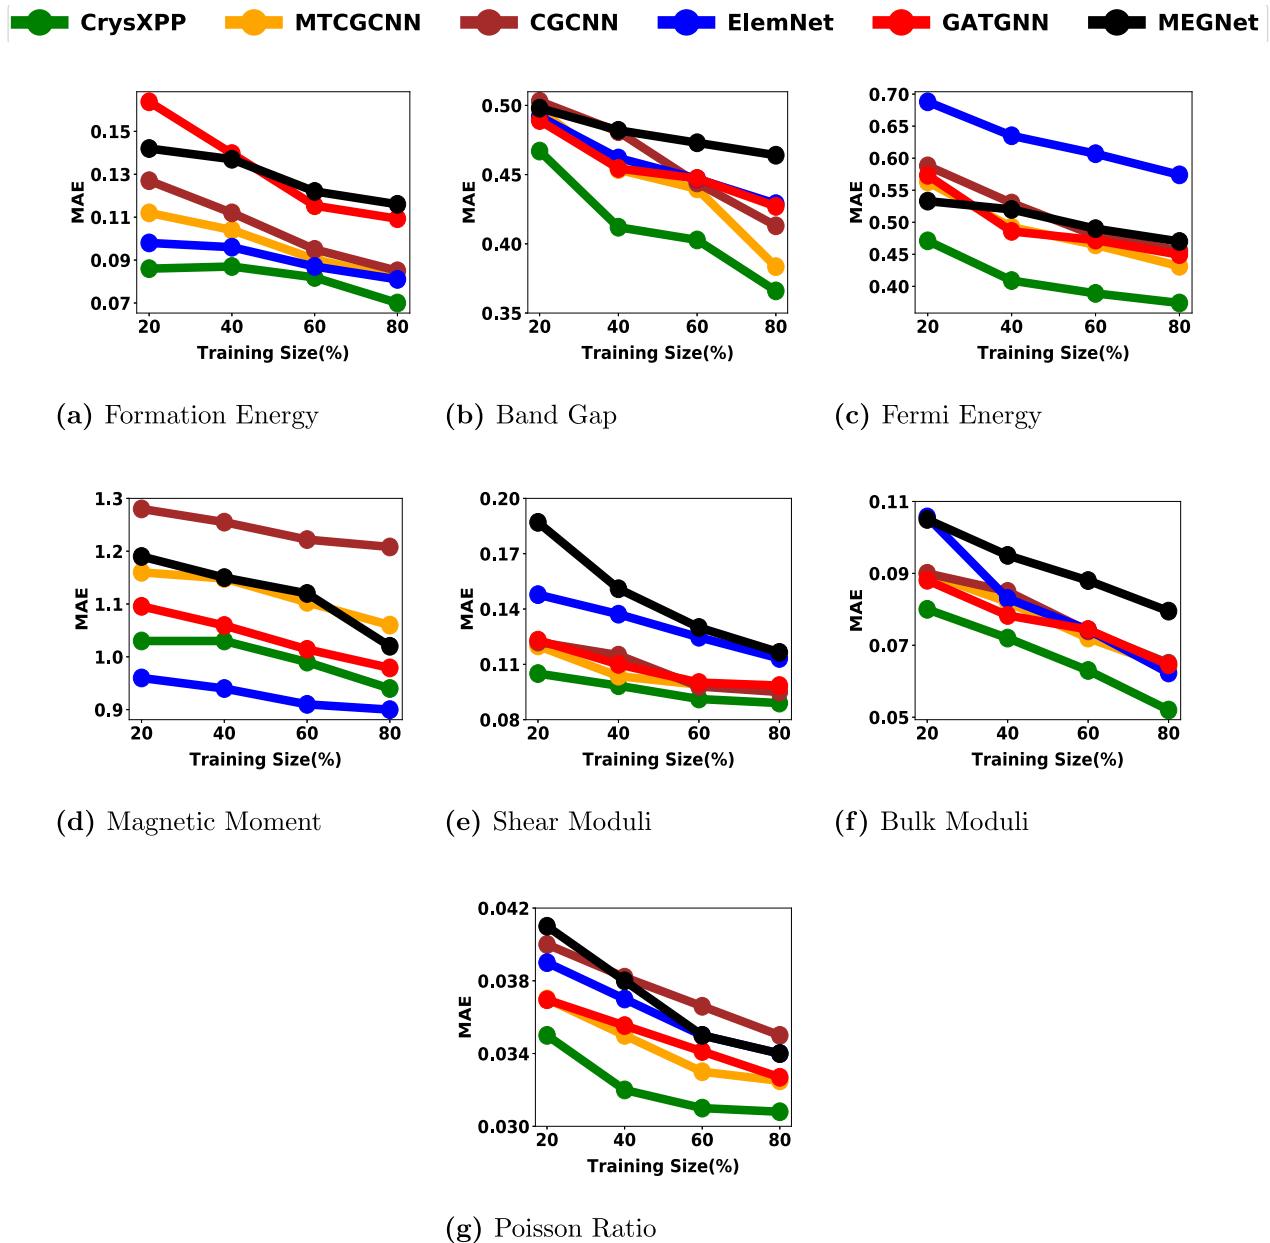 CrysXPP MTCGCNN CGCNN ElemNet GATGNN MEGNet
MAE
0.15
0.13
0.11
0.09
0.07
20 40 60 80
Training Size(%)
(a) Formation Energy
MAE
0.50
0.45
0.40
0.35
20 40 60 80
Training Size(%)
(b) Band Gap
MAE
0.70
0.65
0.60
0.55
0.50
0.45
0.40
20 40 60 80
Training Size(%)
(c) Fermi Energy
MAE
1.3
1.2
1.1
1.0
0.9
20 40 60 80
Training Size(%)
(d) Magnetic Moment
MAE
0.20
0.17
0.14
0.11
0.08
20 40 60 80
Training Size(%)
(e) Shear Moduli
MAE
0.11
0.09
0.07
0.05
20 40 60 80
Training Size(%)
(f) Bulk Moduli
MAE
0.042
0.038
0.034
0.030
20 40 60 80
Training Size(%)
(g) Poisson Ratio